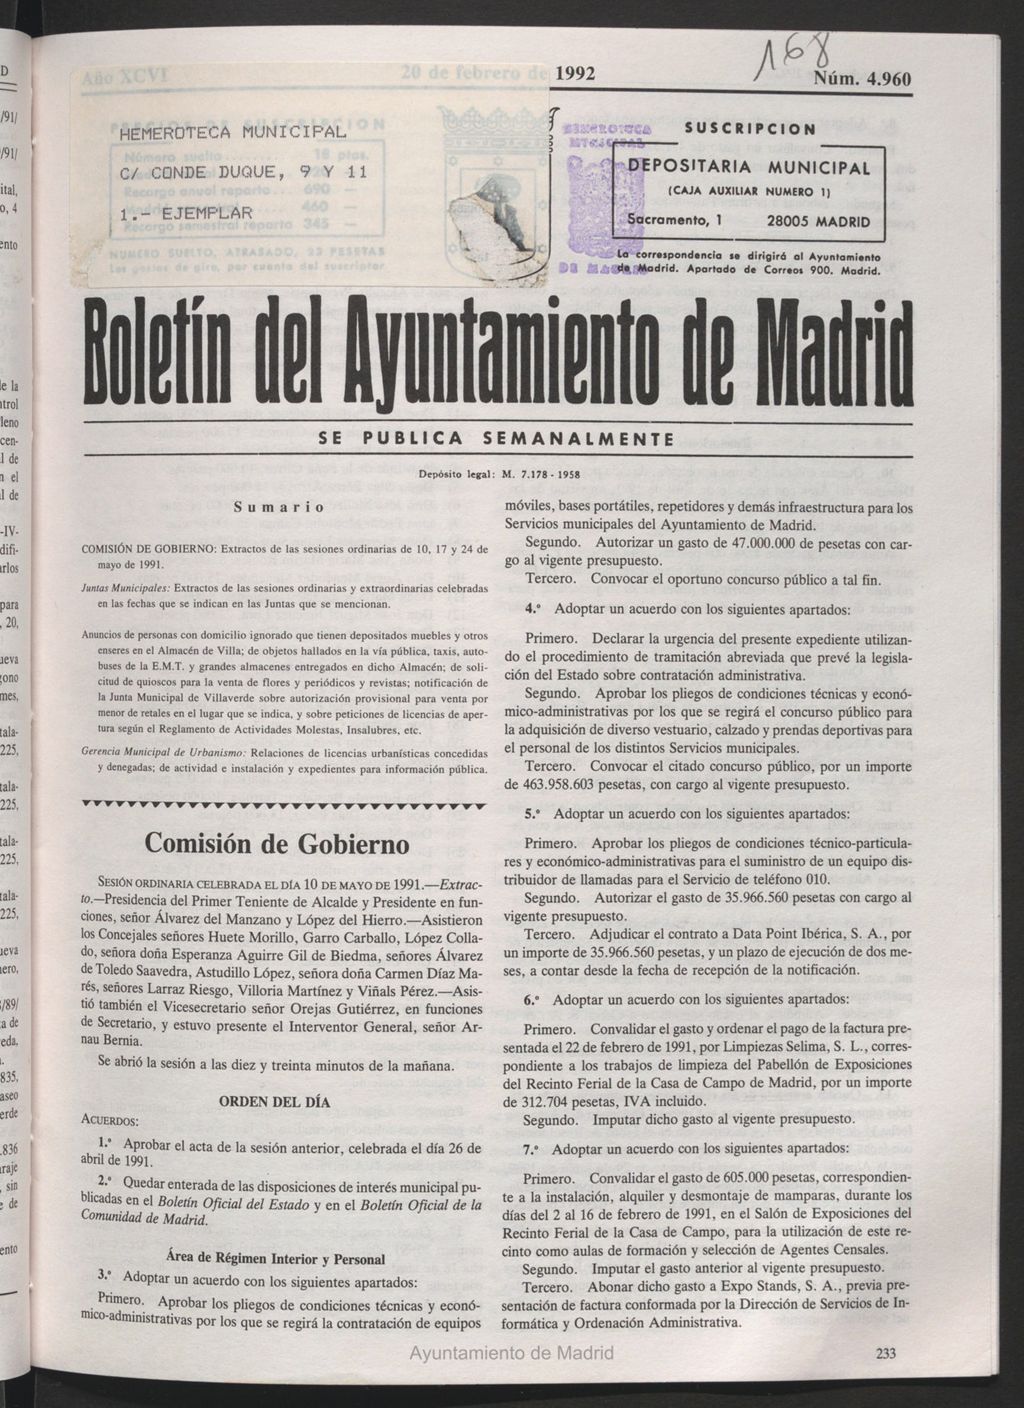 168
Año XCVI 20 de febrero de 1992 Núm. 4.960
HEMEROTECA MUNICIPAL
C/ CONDE DUQUE, 9 Y 11
1.- EJEMPLAR
SUSCRIPCION
DEPOSITARIA MUNICIPAL
(CAJA AUXILIAR NUMERO 1)
Sacramento, 1 28005 MADRID
La correspondencia se dirigirá al Ayuntamiento
de Madrid. Apartado de Correos 900. Madrid.
Boletín del Ayuntamiento de Madrid
SE PUBLICA SEMANALMENTE
Depósito legal: M. 7.178 - 1958
Sumario
COMISIÓN DE GOBIERNO: Extractos de las sesiones ordinarias de 10, 17 y 24 de
mayo de 1991.
Juntas Municipales: Extractos de las sesiones ordinarias y extraordinarias celebradas
en las fechas que se indican en las Juntas que se mencionan.
Anuncios de personas con domicilio ignorado que tienen depositados muebles y otros
enseres en el Almacén de Villa; de objetos hallados en la vía pública, taxis, auto-
buses de la E.M.T. y grandes almacenes entregados en dicho Almacén; de soli-
citud de quioscos para la venta de flores y periódicos y revistas; notificación de
la Junta Municipal de Villaverde sobre autorización provisional para venta por
menor de retales en el lugar que se indica, y sobre peticiones de licencias de aper-
tura según el Reglamento de Actividades Molestas, Insalubres, etc.
Gerencia Municipal de Urbanismo: Relaciones de licencias urbanísticas concedidas
y denegadas; de actividad e instalación y expedientes para información pública.
Comisión de Gobierno
SESIÓN ORDINARIA CELEBRADA EL DÍA 10 DE MAYO DE 1991.—Extrac-
to.—Presidencia del Primer Teniente de Alcalde y Presidente en fun-
ciones, señor Álvarez del Manzano y López del Hierro.—Asistieron
los Concejales señores Huete Morillo, Garro Carballo, López Colla-
do, señora doña Esperanza Aguirre Gil de Biedma, señores Álvarez
de Toledo Saavedra, Astudillo López, señora doña Carmen Díaz Ma-
rés, señores Larraz Riesgo, Villoria Martínez y Viñals Pérez.—Asis-
tió también el Vicesecretario señor Orejas Gutiérrez, en funciones
de Secretario, y estuvo presente el Interventor General, señor Ar-
nau Bernia.
Se abrió la sesión a las diez y treinta minutos de la mañana.
ORDEN DEL DÍA
ACUERDOS:
1.º Aprobar el acta de la sesión anterior, celebrada el día 26 de
abril de 1991.
2.º Quedar enterada de las disposiciones de interés municipal pu-
blicadas en el Boletín Oficial del Estado y en el Boletín Oficial de la
Comunidad de Madrid.
Área de Régimen Interior y Personal
3.º Adoptar un acuerdo con los siguientes apartados:
Primero. Aprobar los pliegos de condiciones técnicas y econó-
mico-administrativas por los que se regirá la contratación de equipos
móviles, bases portátiles, repetidores y demás infraestructura para los
Servicios municipales del Ayuntamiento de Madrid.
Segundo. Autorizar un gasto de 47.000.000 de pesetas con car-
go al vigente presupuesto.
Tercero. Convocar el oportuno concurso público a tal fin.
4.º Adoptar un acuerdo con los siguientes apartados:
Primero. Declarar la urgencia del presente expediente utilizan-
do el procedimiento de tramitación abreviada que prevé la legisla-
ción del Estado sobre contratación administrativa.
Segundo. Aprobar los pliegos de condiciones técnicas y econó-
mico-administrativas por los que se regirá el concurso público para
la adquisición de diverso vestuario, calzado y prendas deportivas para
el personal de los distintos Servicios municipales.
Tercero. Convocar el citado concurso público, por un importe
de 463.958.603 pesetas, con cargo al vigente presupuesto.
5.º Adoptar un acuerdo con los siguientes apartados:
Primero. Aprobar los pliegos de condiciones técnico-particula-
res y económico-administrativas para el suministro de un equipo dis-
tribuidor de llamadas para el Servicio de teléfono 010.
Segundo. Autorizar el gasto de 35.966.560 pesetas con cargo al
vigente presupuesto.
Tercero. Adjudicar el contrato a Data Point Ibérica, S. A., por
un importe de 35.966.560 pesetas, y un plazo de ejecución de dos me-
ses, a contar desde la fecha de recepción de la notificación.
6.º Adoptar un acuerdo con los siguientes apartados:
Primero. Convalidar el gasto y ordenar el pago de la factura pre-
sentada el 22 de febrero de 1991, por Limpiezas Selima, S. L., corres-
pondiente a los trabajos de limpieza del Pabellón de Exposiciones
del Recinto Ferial de la Casa de Campo de Madrid, por un importe
de 312.704 pesetas, IVA incluido.
Segundo. Imputar dicho gasto al vigente presupuesto.
7.º Adoptar un acuerdo con los siguientes apartados:
Primero. Convalidar el gasto de 605.000 pesetas, correspondien-
te a la instalación, alquiler y desmontaje de mamparas, durante los
días del 2 al 16 de febrero de 1991, en el Salón de Exposiciones del
Recinto Ferial de la Casa de Campo, para la utilización de este re-
cinto como aulas de formación y selección de Agentes Censales.
Segundo. Imputar el gasto anterior al vigente presupuesto.
Tercero. Abonar dicho gasto a Expo Stands, S. A., previa pre-
sentación de factura conformada por la Dirección de Servicios de In-
formática y Ordenación Administrativa.
Ayuntamiento de Madrid
233